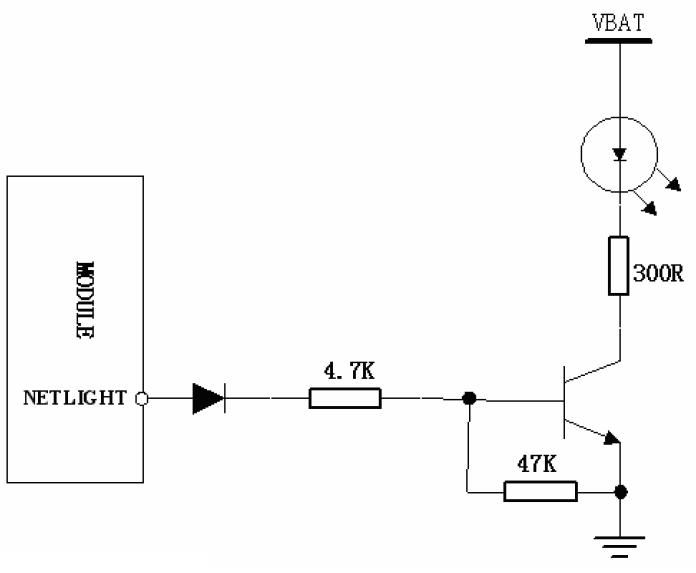 VBAT
300R
MODULE
4.7K
NETLIGHT
47K